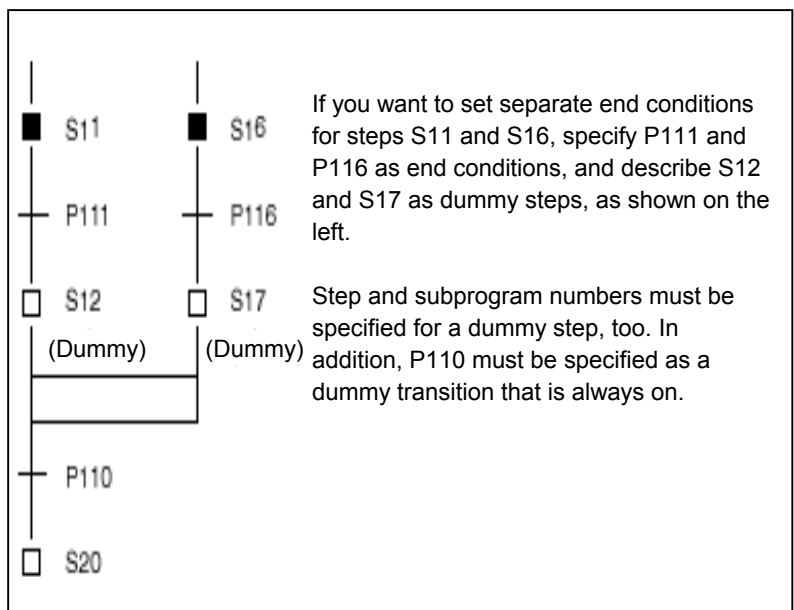 S11
S16
If you want to set separate end conditions
for steps S11 and S16, specify P111 and
P116 as end conditions, and describe S12
and S17 as dummy steps, as shown on the
left.
P111
P116
S12
S17
(Dummy)
(Dummy)
Step and subprogram numbers must be
specified for a dummy step, too. In
addition, P110 must be specified as a
dummy transition that is always on.
P110
S20